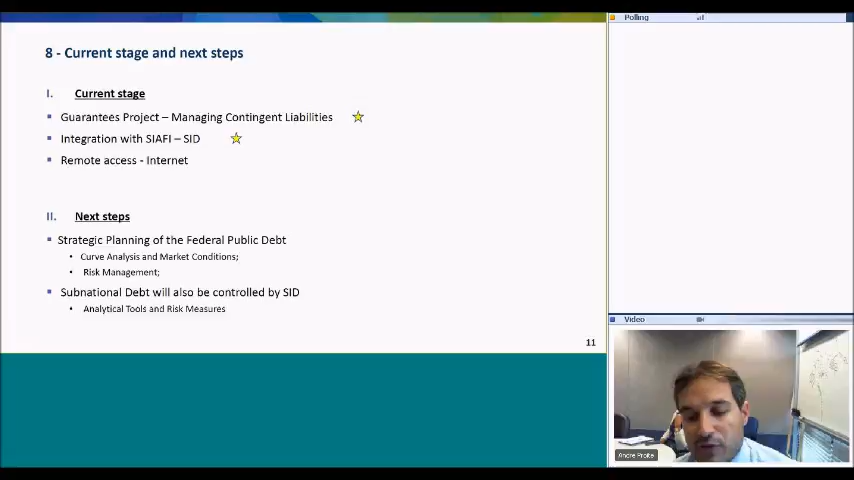 8 - Current stage and next steps
I. Current stage
Guarantees Project – Managing Contingent Liabilities
Integration with SIAFI – SID
Remote access - Internet
II. Next steps
Strategic Planning of the Federal Public Debt
Curve Analysis and Market Conditions;
Risk Management;
Subnational Debt will also be controlled by SID
Analytical Tools and Risk Measures
11
Polling
Video
Andre Proite